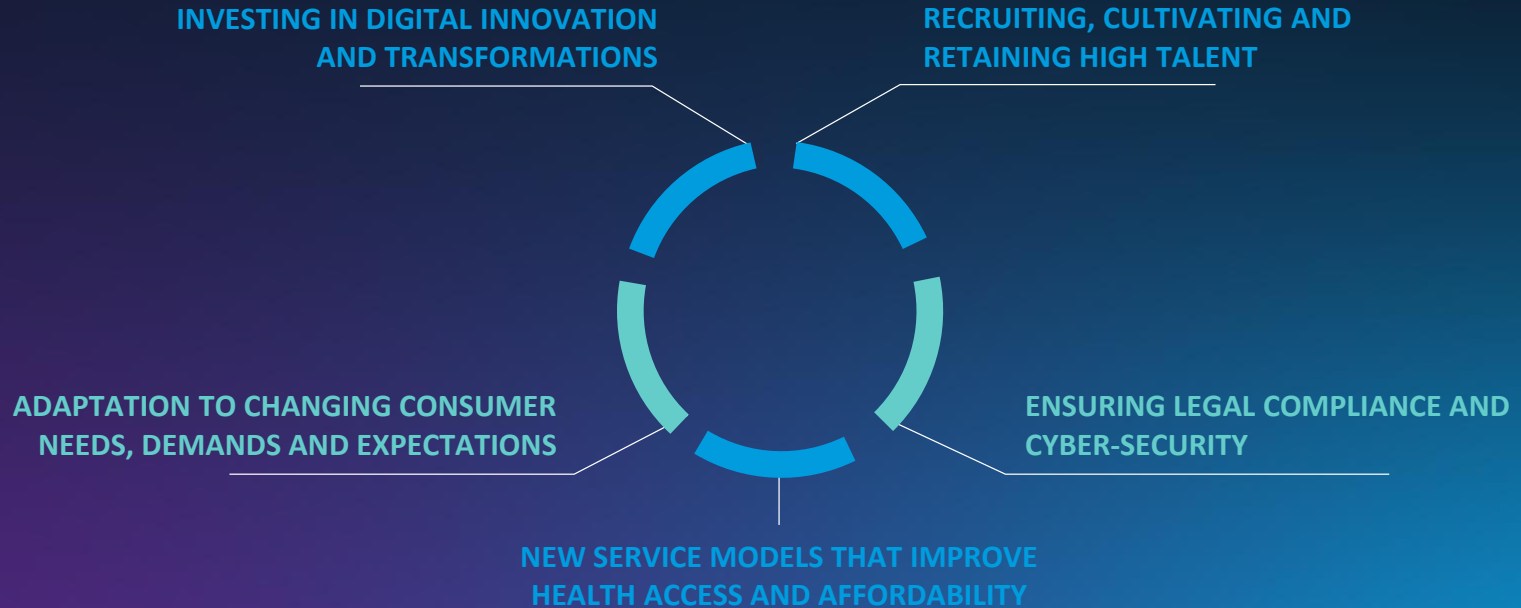 INVESTING IN DIGITAL INNOVATION
AND TRANSFORMATIONS
RECRUITING, CULTIVATING AND
RETAINING HIGH TALENT
ADAPTATION TO CHANGING CONSUMER
NEEDS, DEMANDS AND EXPECTATIONS
ENSURING LEGAL COMPLIANCE AND
CYBER-SECURITY
NEW SERVICE MODELS THAT IMPROVE
HEALTH ACCESS AND AFFORDABILITY